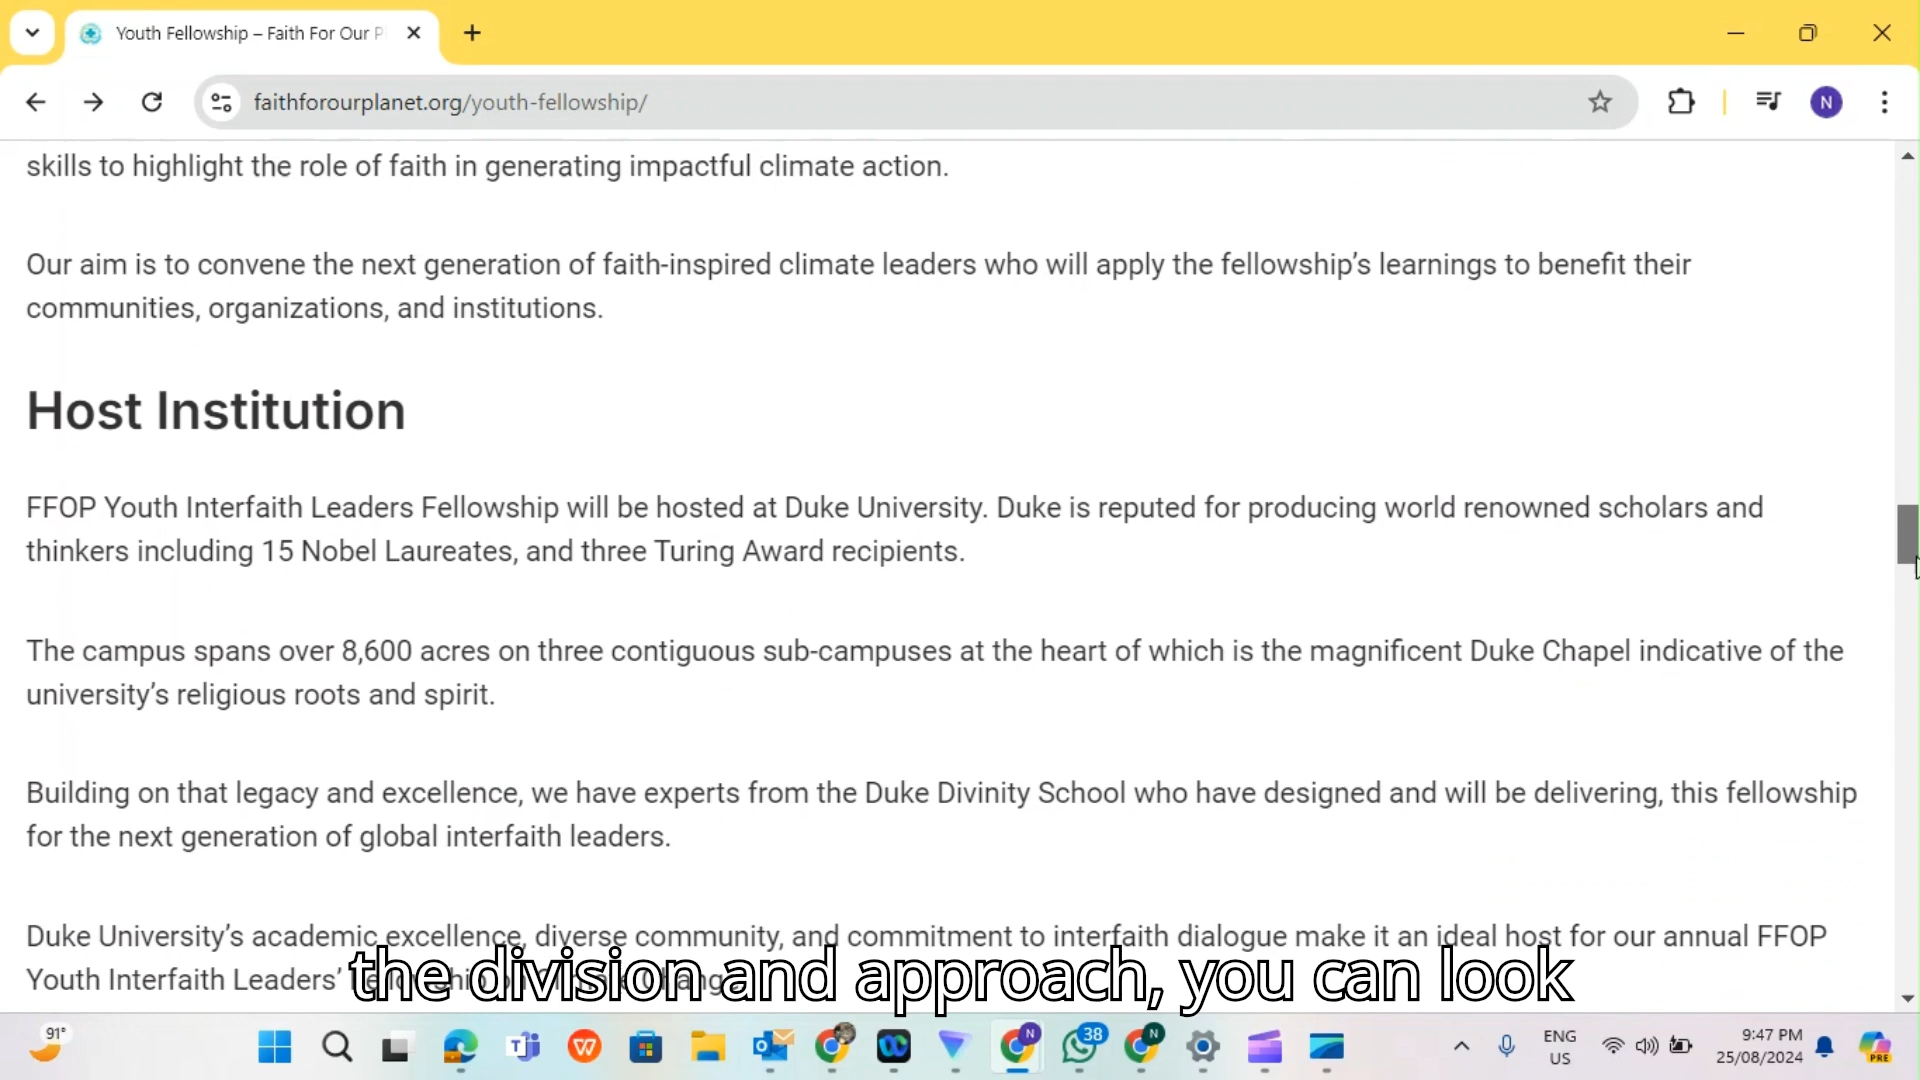 Youth Fellowship – Faith For Our P
faithforourplanet.org/youth-fellowship/
N
skills to highlight the role of faith in generating impactful climate action.
Our aim is to convene the next generation of faith-inspired climate leaders who will apply the fellowship’s learnings to benefit their
communities, organizations, and institutions.
Host Institution
FFOP Youth Interfaith Leaders Fellowship will be hosted at Duke University. Duke is reputed for producing world renowned scholars and
thinkers including 15 Nobel Laureates, and three Turing Award recipients.
The campus spans over 8,600 acres on three contiguous sub-campuses at the heart of which is the magnificent Duke Chapel indicative of the
university’s religious roots and spirit.
Building on that legacy and excellence, we have experts from the Duke Divinity School who have designed and will be delivering, this fellowship
for the next generation of global interfaith leaders.
Duke University’s academic excellence, diverse community, and commitment to interfaith dialogue make it an ideal host for our annual FFOP
Youth Interfaith Leaders’
the division and approach, you can look
91°
N
38
N
ENG
US
9:47 PM
25/08/2024
PRE